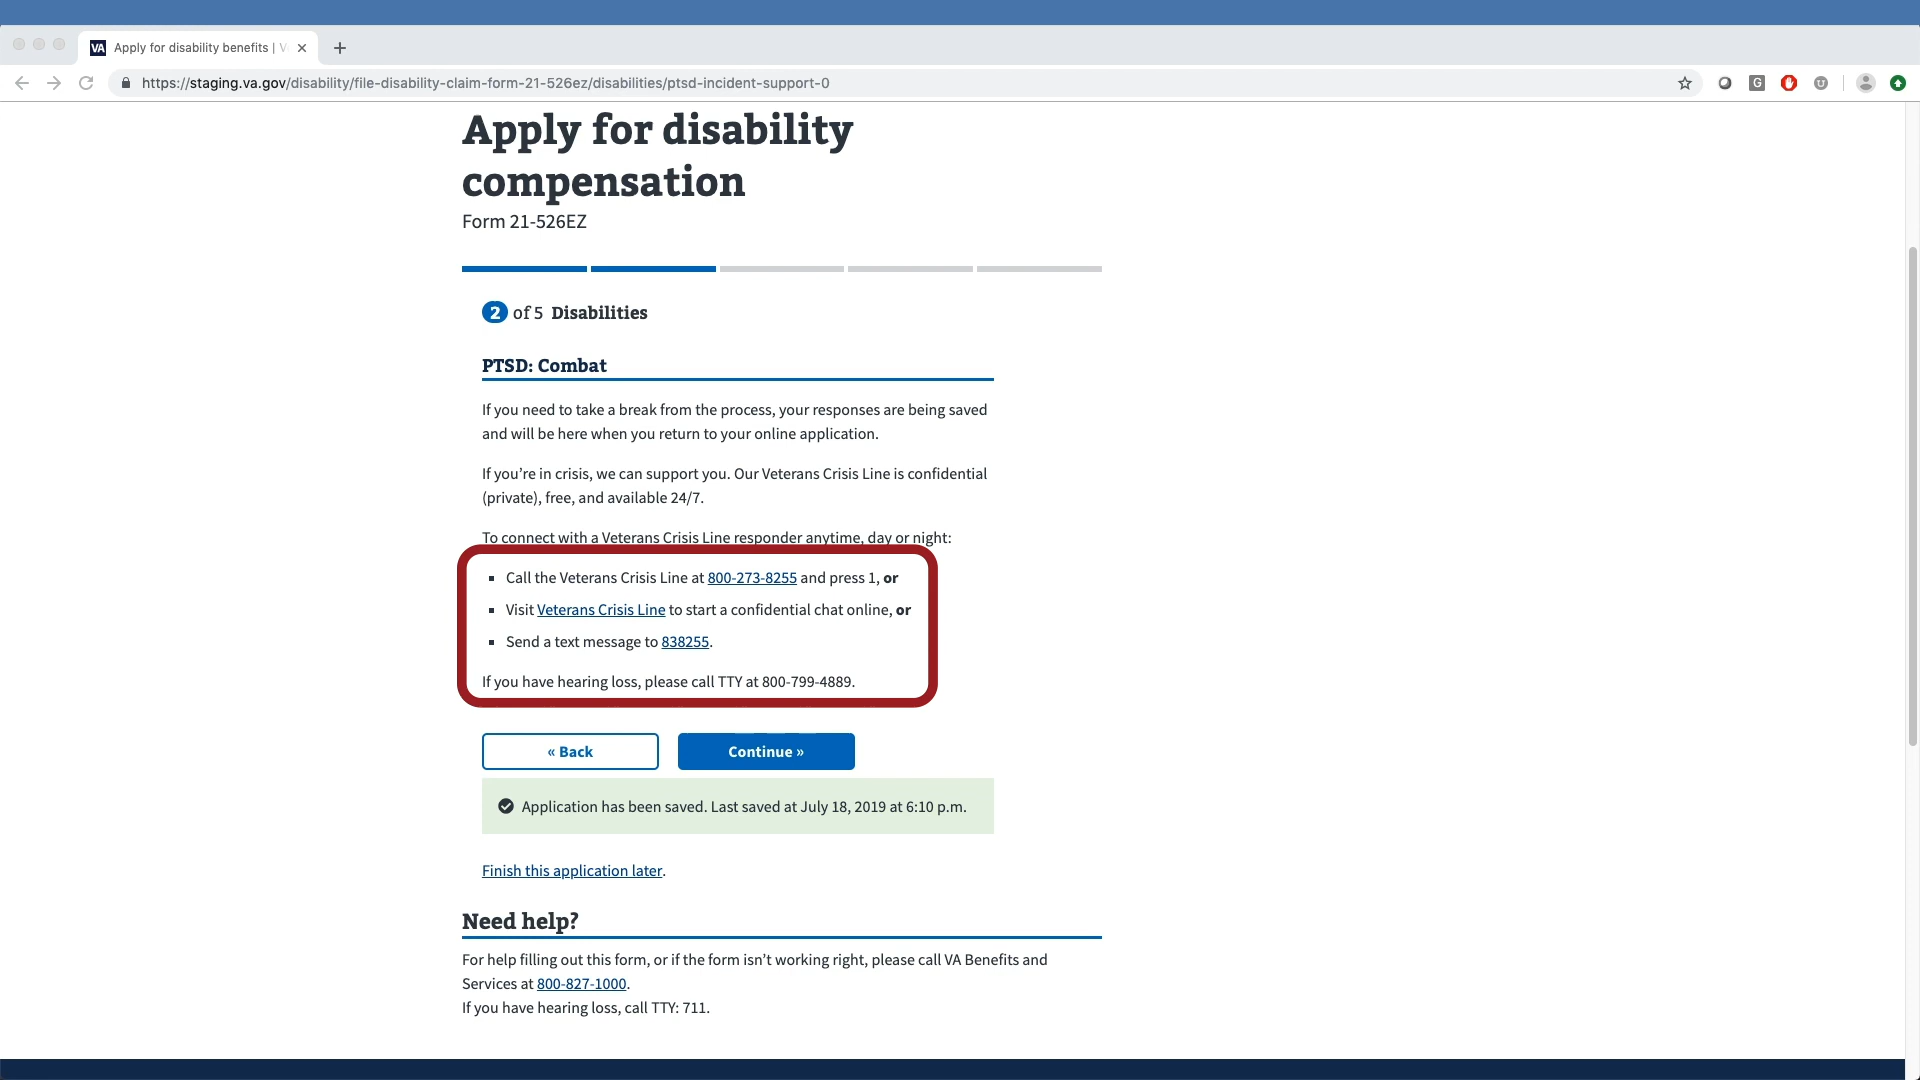 VA Apply for disability benefits | V
https://staging.va.gov/disability/file-disability-claim-form-21-526ez/disabilities/ptsd-incident-support-0
Apply for disability
compensation
Form 21-526EZ
2 of 5 Disabilities
PTSD: Combat
If you need to take a break from the process, your responses are being saved
and will be here when you return to your online application.
If you’re in crisis, we can support you. Our Veterans Crisis Line is confidential
(private), free, and available 24/7.
To connect with a Veterans Crisis Line responder anytime, day or night:
▪ Call the Veterans Crisis Line at 800-273-8255 and press 1, or
▪ Visit Veterans Crisis Line to start a confidential chat online, or
▪ Send a text message to 838255.
If you have hearing loss, please call TTY at 800-799-4889.
« Back Continue »
Application has been saved. Last saved at July 18, 2019 at 6:10 p.m.
Finish this application later.
Need help?
For help filling out this form, or if the form isn’t working right, please call VA Benefits and
Services at 800-827-1000.
If you have hearing loss, call TTY: 711.